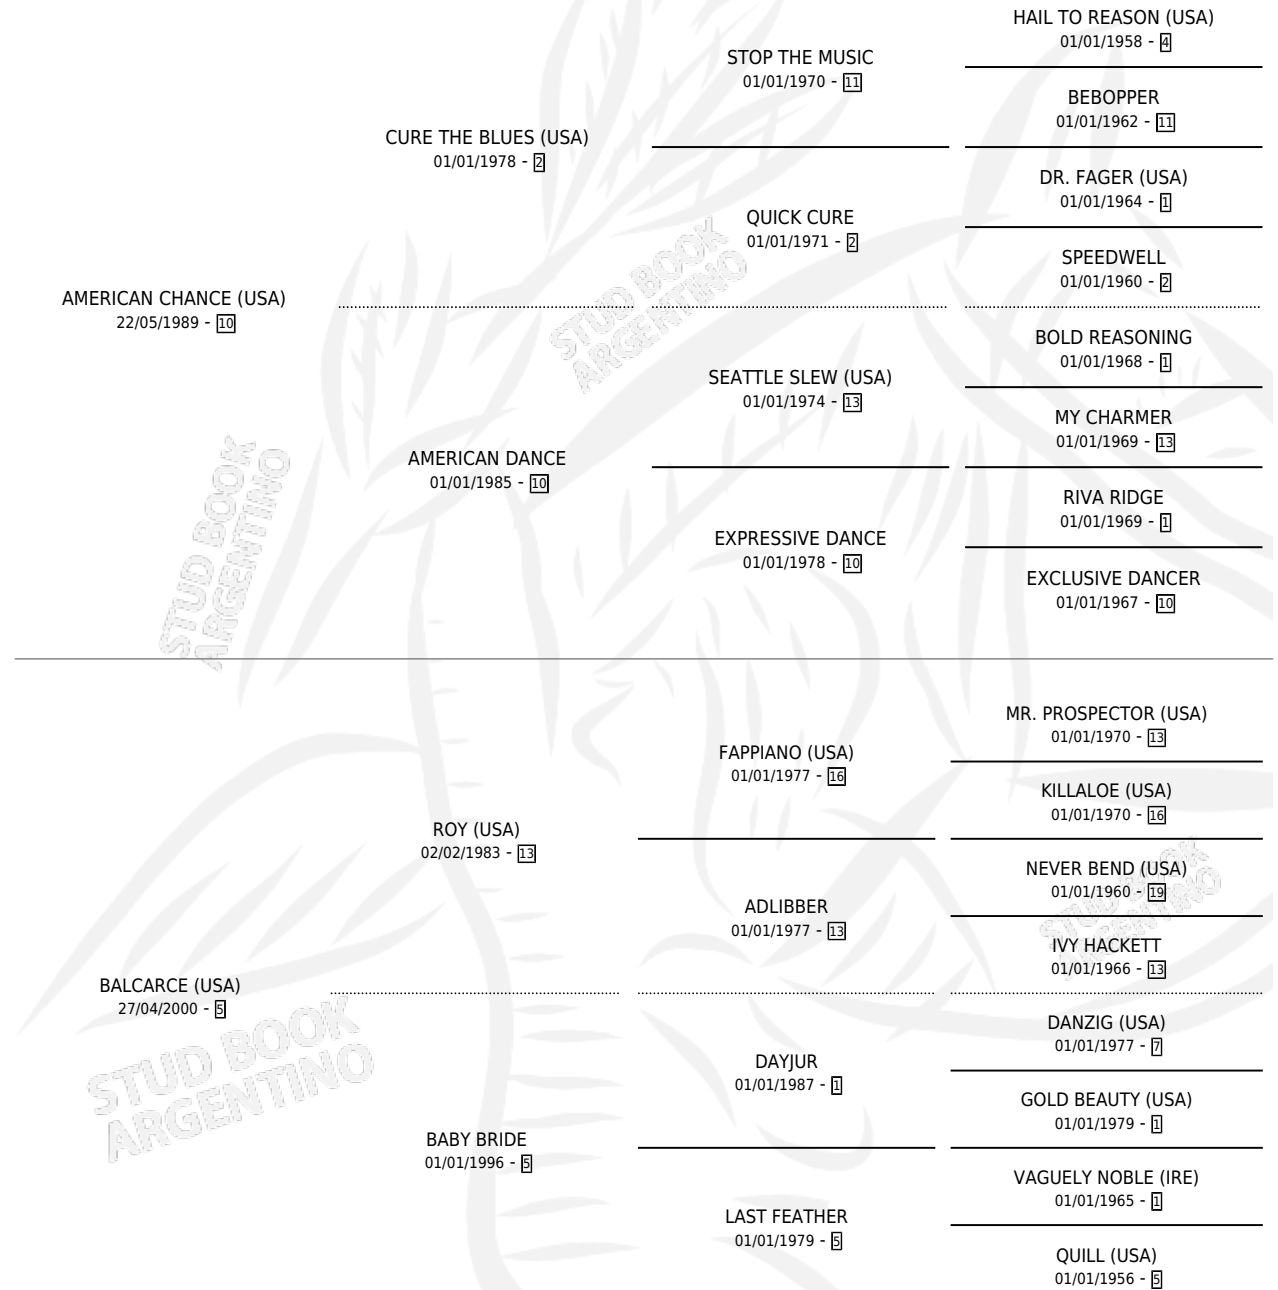 HAIL TO REASON (USA)
01/01/1958 - 4
STOP THE MUSIC
01/01/1970 - 11
BEBOPPER
01/01/1962 - 11
CURE THE BLUES (USA)
01/01/1978 - 2
DR. FAGER (USA)
01/01/1964 - 1
QUICK CURE
01/01/1971 - 2
SPEEDWELL
01/01/1960 - 2
AMERICAN CHANCE (USA)
22/05/1989 - 10
BOLD REASONING
01/01/1968 - 1
SEATTLE SLEW (USA)
01/01/1974 - 13
MY CHARMER
01/01/1969 - 13
AMERICAN DANCE
01/01/1985 - 10
RIVA RIDGE
01/01/1969 - 1
EXPRESSIVE DANCE
01/01/1978 - 10
EXCLUSIVE DANCER
01/01/1967 - 10
MR. PROSPECTOR (USA)
01/01/1970 - 13
FAPPIANO (USA)
01/01/1977 - 16
KILLALOE (USA)
01/01/1970 - 16
ROY (USA)
02/02/1983 - 13
NEVER BEND (USA)
01/01/1960 - 19
ADLIBBER
01/01/1977 - 13
IVY HACKETT
01/01/1966 - 13
BALCARCE (USA)
27/04/2000 - 5
DANZIG (USA)
01/01/1977 - 7
DAYJUR
01/01/1987 - 1
GOLD BEAUTY (USA)
01/01/1979 - 1
BABY BRIDE
01/01/1996 - 5
VAGUELY NOBLE (IRE)
01/01/1965 - 1
LAST FEATHER
01/01/1979 - 5
QUILL (USA)
01/01/1956 - 5
STUD BOOK
ARGENTINO
STUD BOOK
ARGENTINO
STUD BOOK
ARGENTINO
STUD BOOK
ARGENTINO